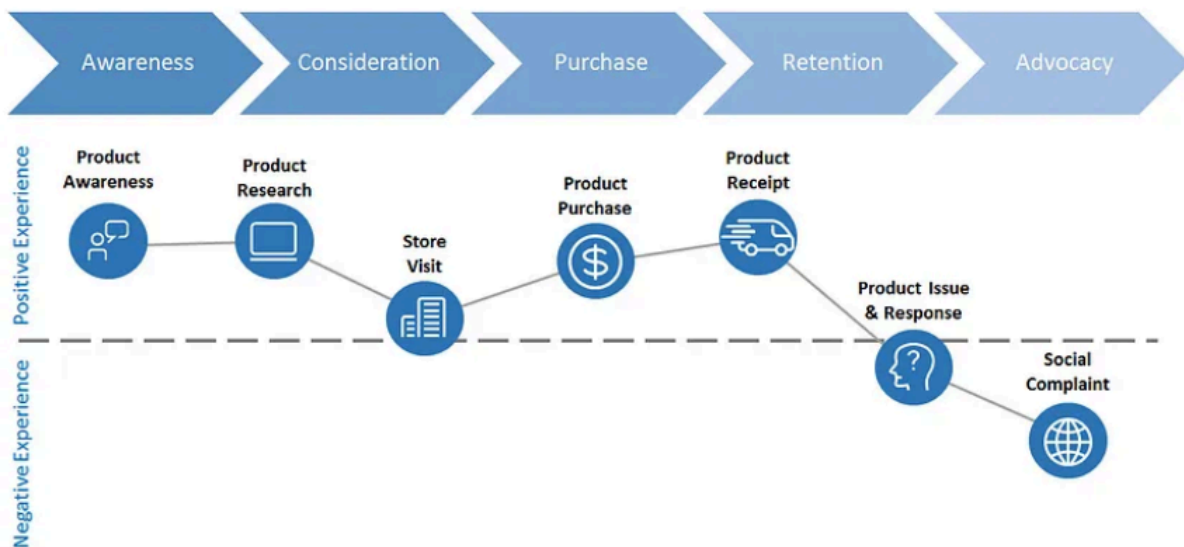 Awareness
Consideration
Purchase
Retention
Advocacy
Positive Experience
Product
Awareness
Product
Research
Store
Visit
Product
Purchase
$
Product
Receipt
Product Issue
& Response
?
Social
Complaint
Negative Experience